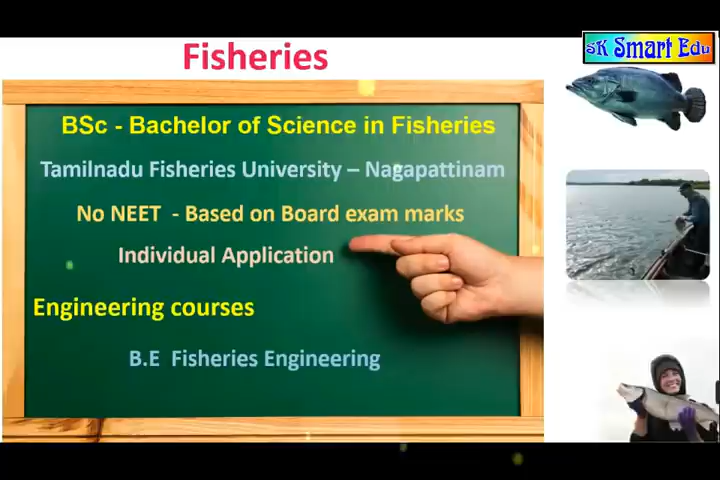 Fisheries
SK Smart Edu
BSc - Bachelor of Science in Fisheries
Tamilnadu Fisheries University – Nagapattinam
No NEET - Based on Board exam marks
Individual Application
Engineering courses
B.E Fisheries Engineering